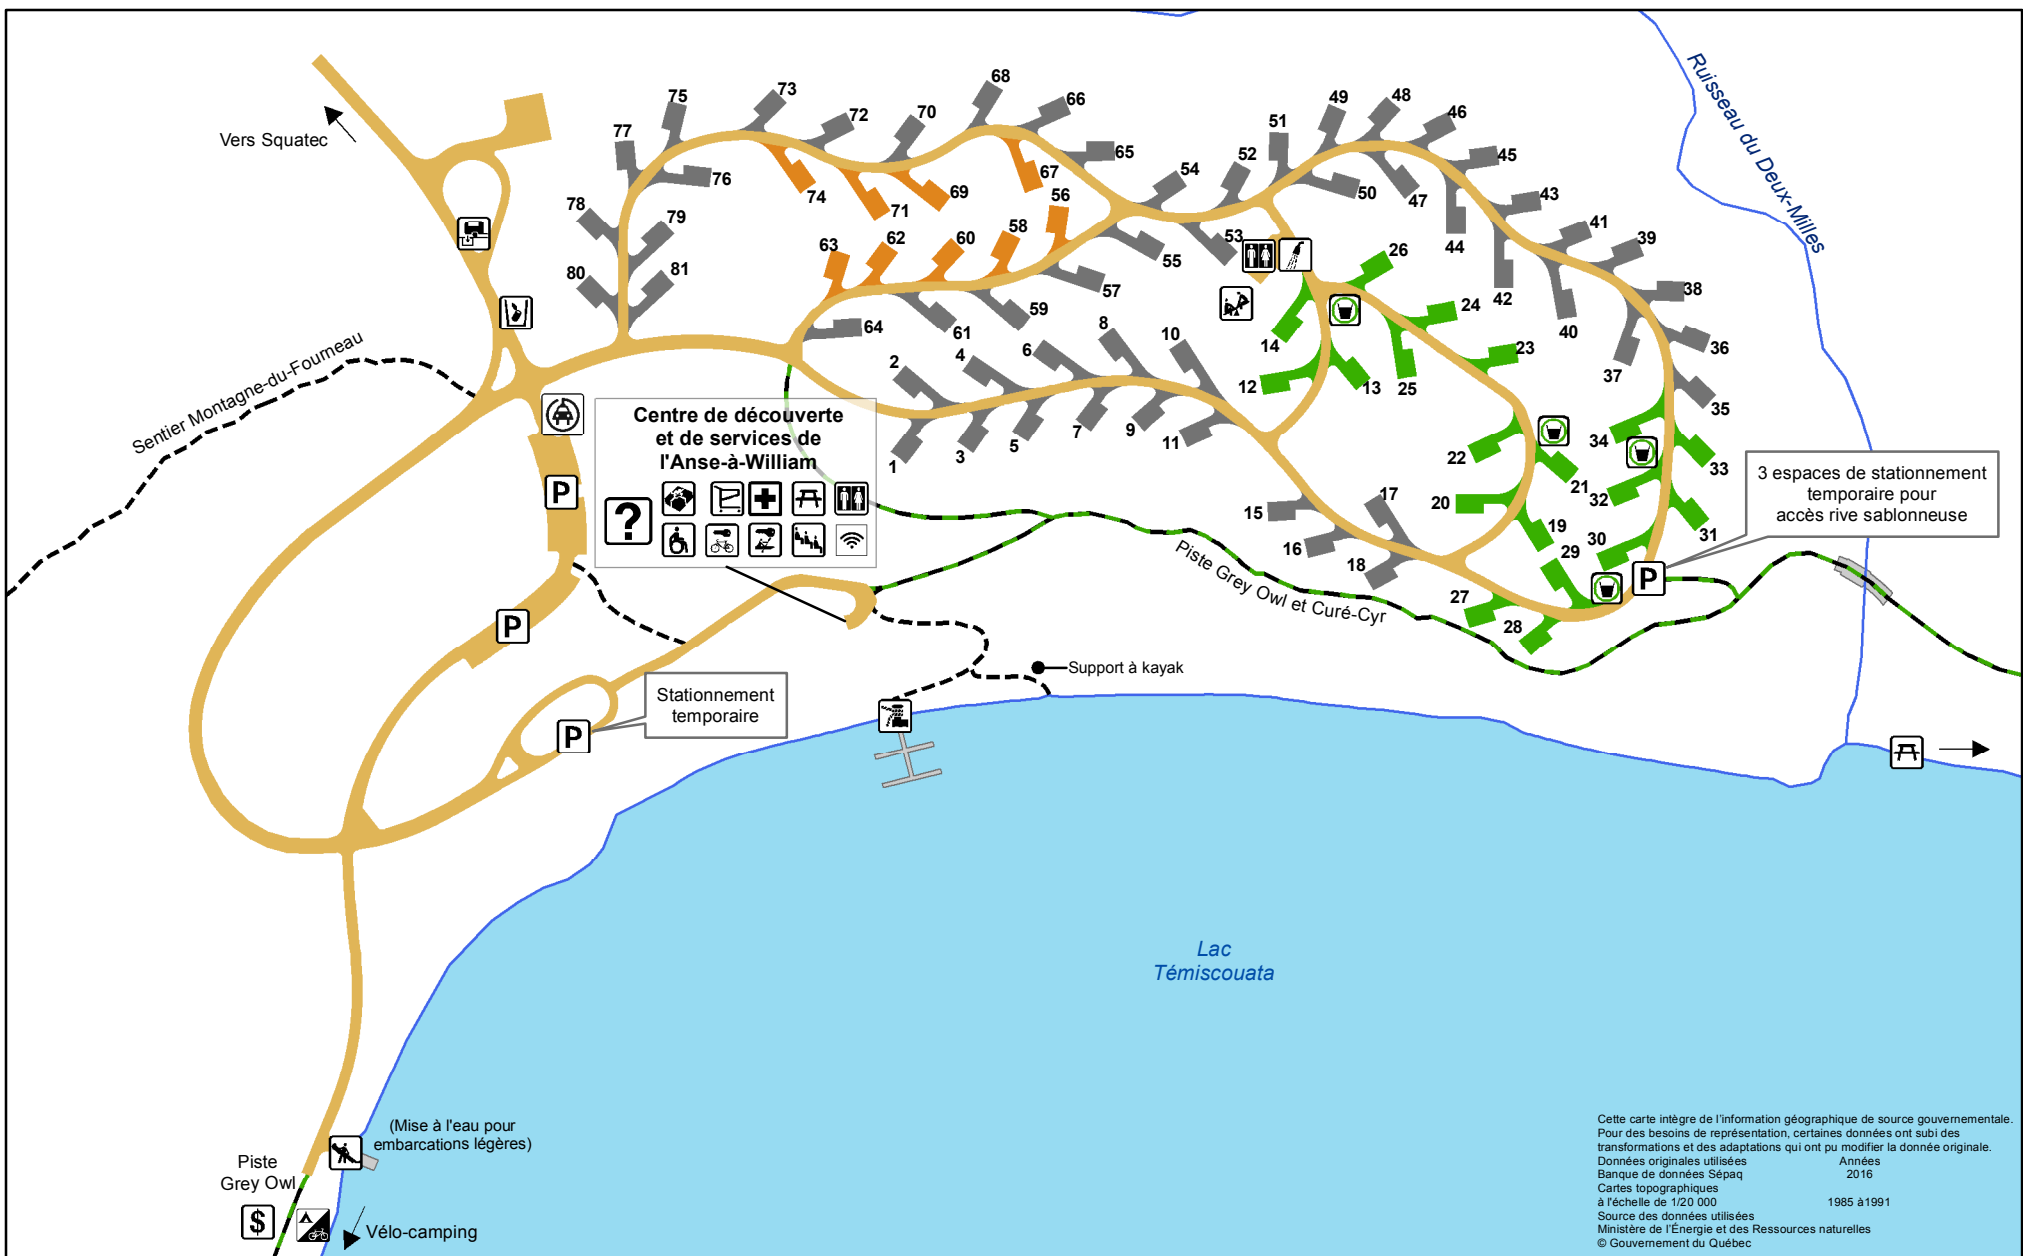 Vers Squatec
Sentier Montagne-du-Fourneau
Ruisseau du Deux-Milles
75
73
72
70
68
66
77
76
74
71
69
67
65
78
79
80
81
63
62
60
58
56
54
52
51
49
48
46
45
50
47
43
44
41
39
42
40
38
36
37
35
53
55
57
59
61
64
26
24
23
14
12
13
25
2
4
6
8
10
1
3
5
7
9
11
22
21
20
19
34
33
32
31
30
29
15
16
17
18
27
28
Centre de découverte
et de services de
l'Anse-à-William
?
P
P
P
P
3 espaces de stationnement
temporaire pour
accès rive sablonneuse
Piste Grey Owl et Curé-Cyr
Support à kayak
Stationnement
temporaire
Lac
Témiscouata
(Mise à l'eau pour
embarcations légères)
Piste
Grey Owl
$
Vélo-camping
Cette carte intègre de l'information géographique de source gouvernementale.
Pour des besoins de représentation, certaines données ont subi des
transformations et des adaptations qui ont pu modifier la donnée originale.
Données originales utilisées Années
Banque de données Sépaq 2016
Cartes topographiques
à l'échelle de 1/20 000 1985 à1991
Source des données utilisées
Ministère de l'Énergie et des Ressources naturelles
© Gouvernement du Québec